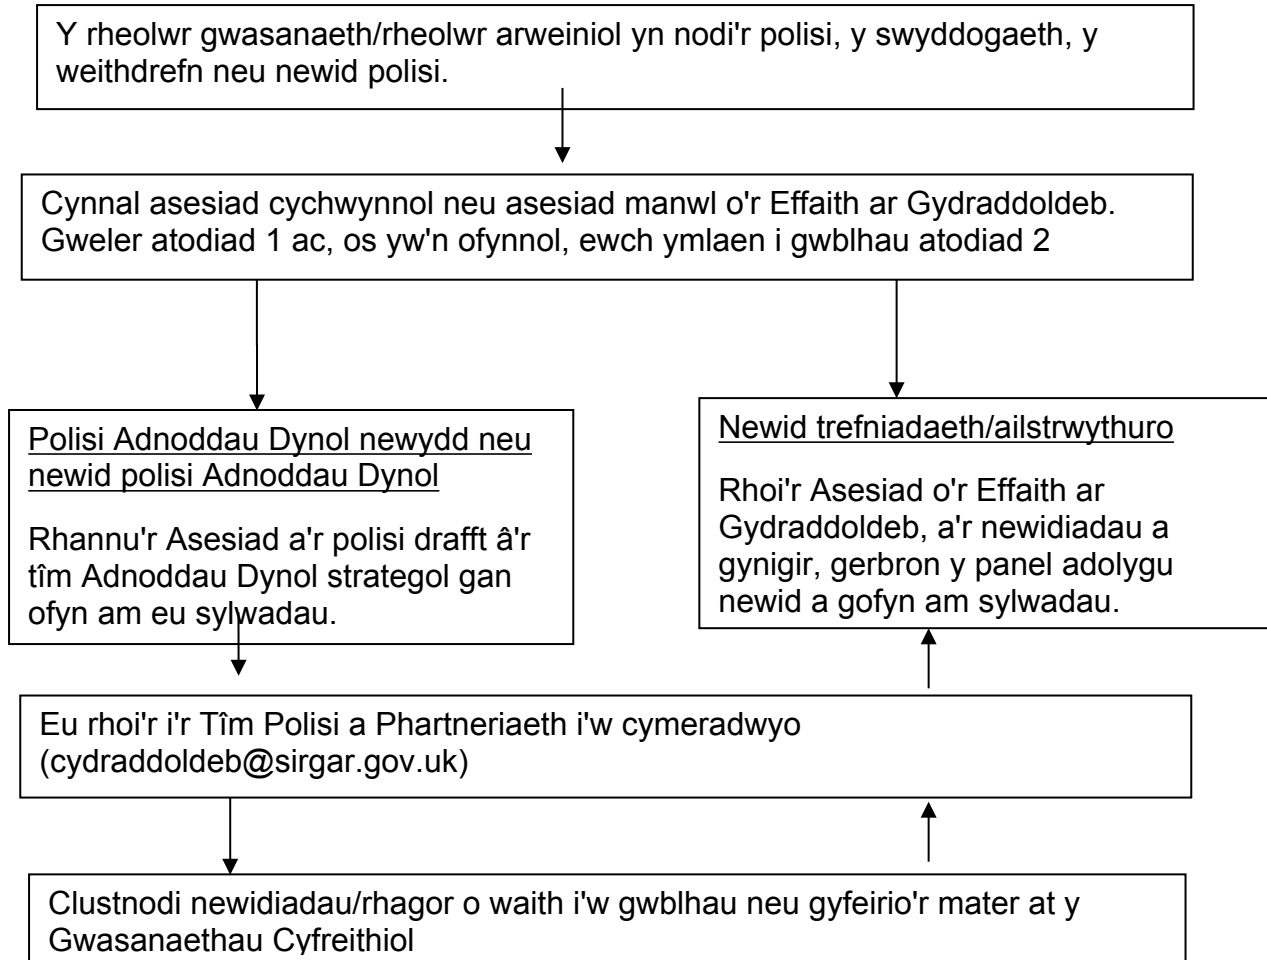 Y rheolwr gwasanaeth/rheolwr arweiniol yn nodi'r polisi, y swyddogaeth, y
weithdrefn neu newid polisi.
Cynnal asesiad cychwynnol neu asesiad manwl o'r Effaith ar Gydraddoldeb.
Gweler atodiad 1 ac, os yw'n ofynnol, ewch ymlaen i gwblhau atodiad 2
Polisi Adnoddau Dynol newydd neu
newid polisi Adnoddau Dynol
Rhannu'r Asesiad a'r polisi drafft â'r
tîm Adnoddau Dynol strategol gan
ofyn am eu sylwadau.
Newid trefniadaeth/ailstrwythuro
Rhoi'r Asesiad o'r Effaith ar
Gydraddoldeb, a'r newidiadau a
gynigir, gerbron y panel adolygu
newid a gofyn am sylwadau.
Eu rhoi'r i'r Tîm Polisi a Phartneriaeth i'w cymeradwyo
(cydraddoldeb@sirgar.gov.uk)
Clustnodi newidiadau/rhagor o waith i'w gwblhau neu gyfeirio'r mater at y
Gwasanaethau Cyfreithiol